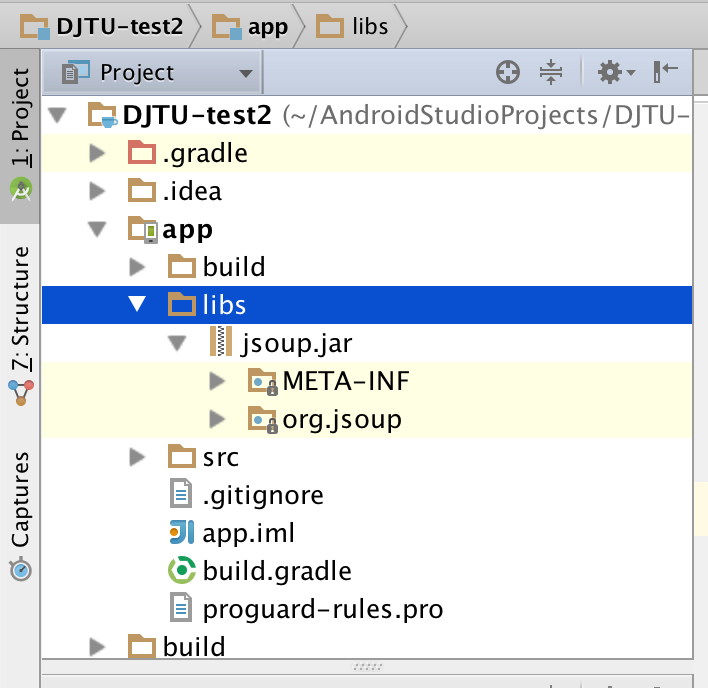 DJTU-test2 app libs
Project
1: Project
DJTU-test2 (~/AndroidStudioProjects/DJTU-
.gradle
.idea
app
build
libs
jsoup.jar
META-INF
org.jsoup
src
.gitignore
app.iml
build.gradle
proguard-rules.pro
build
7: Structure
Captures